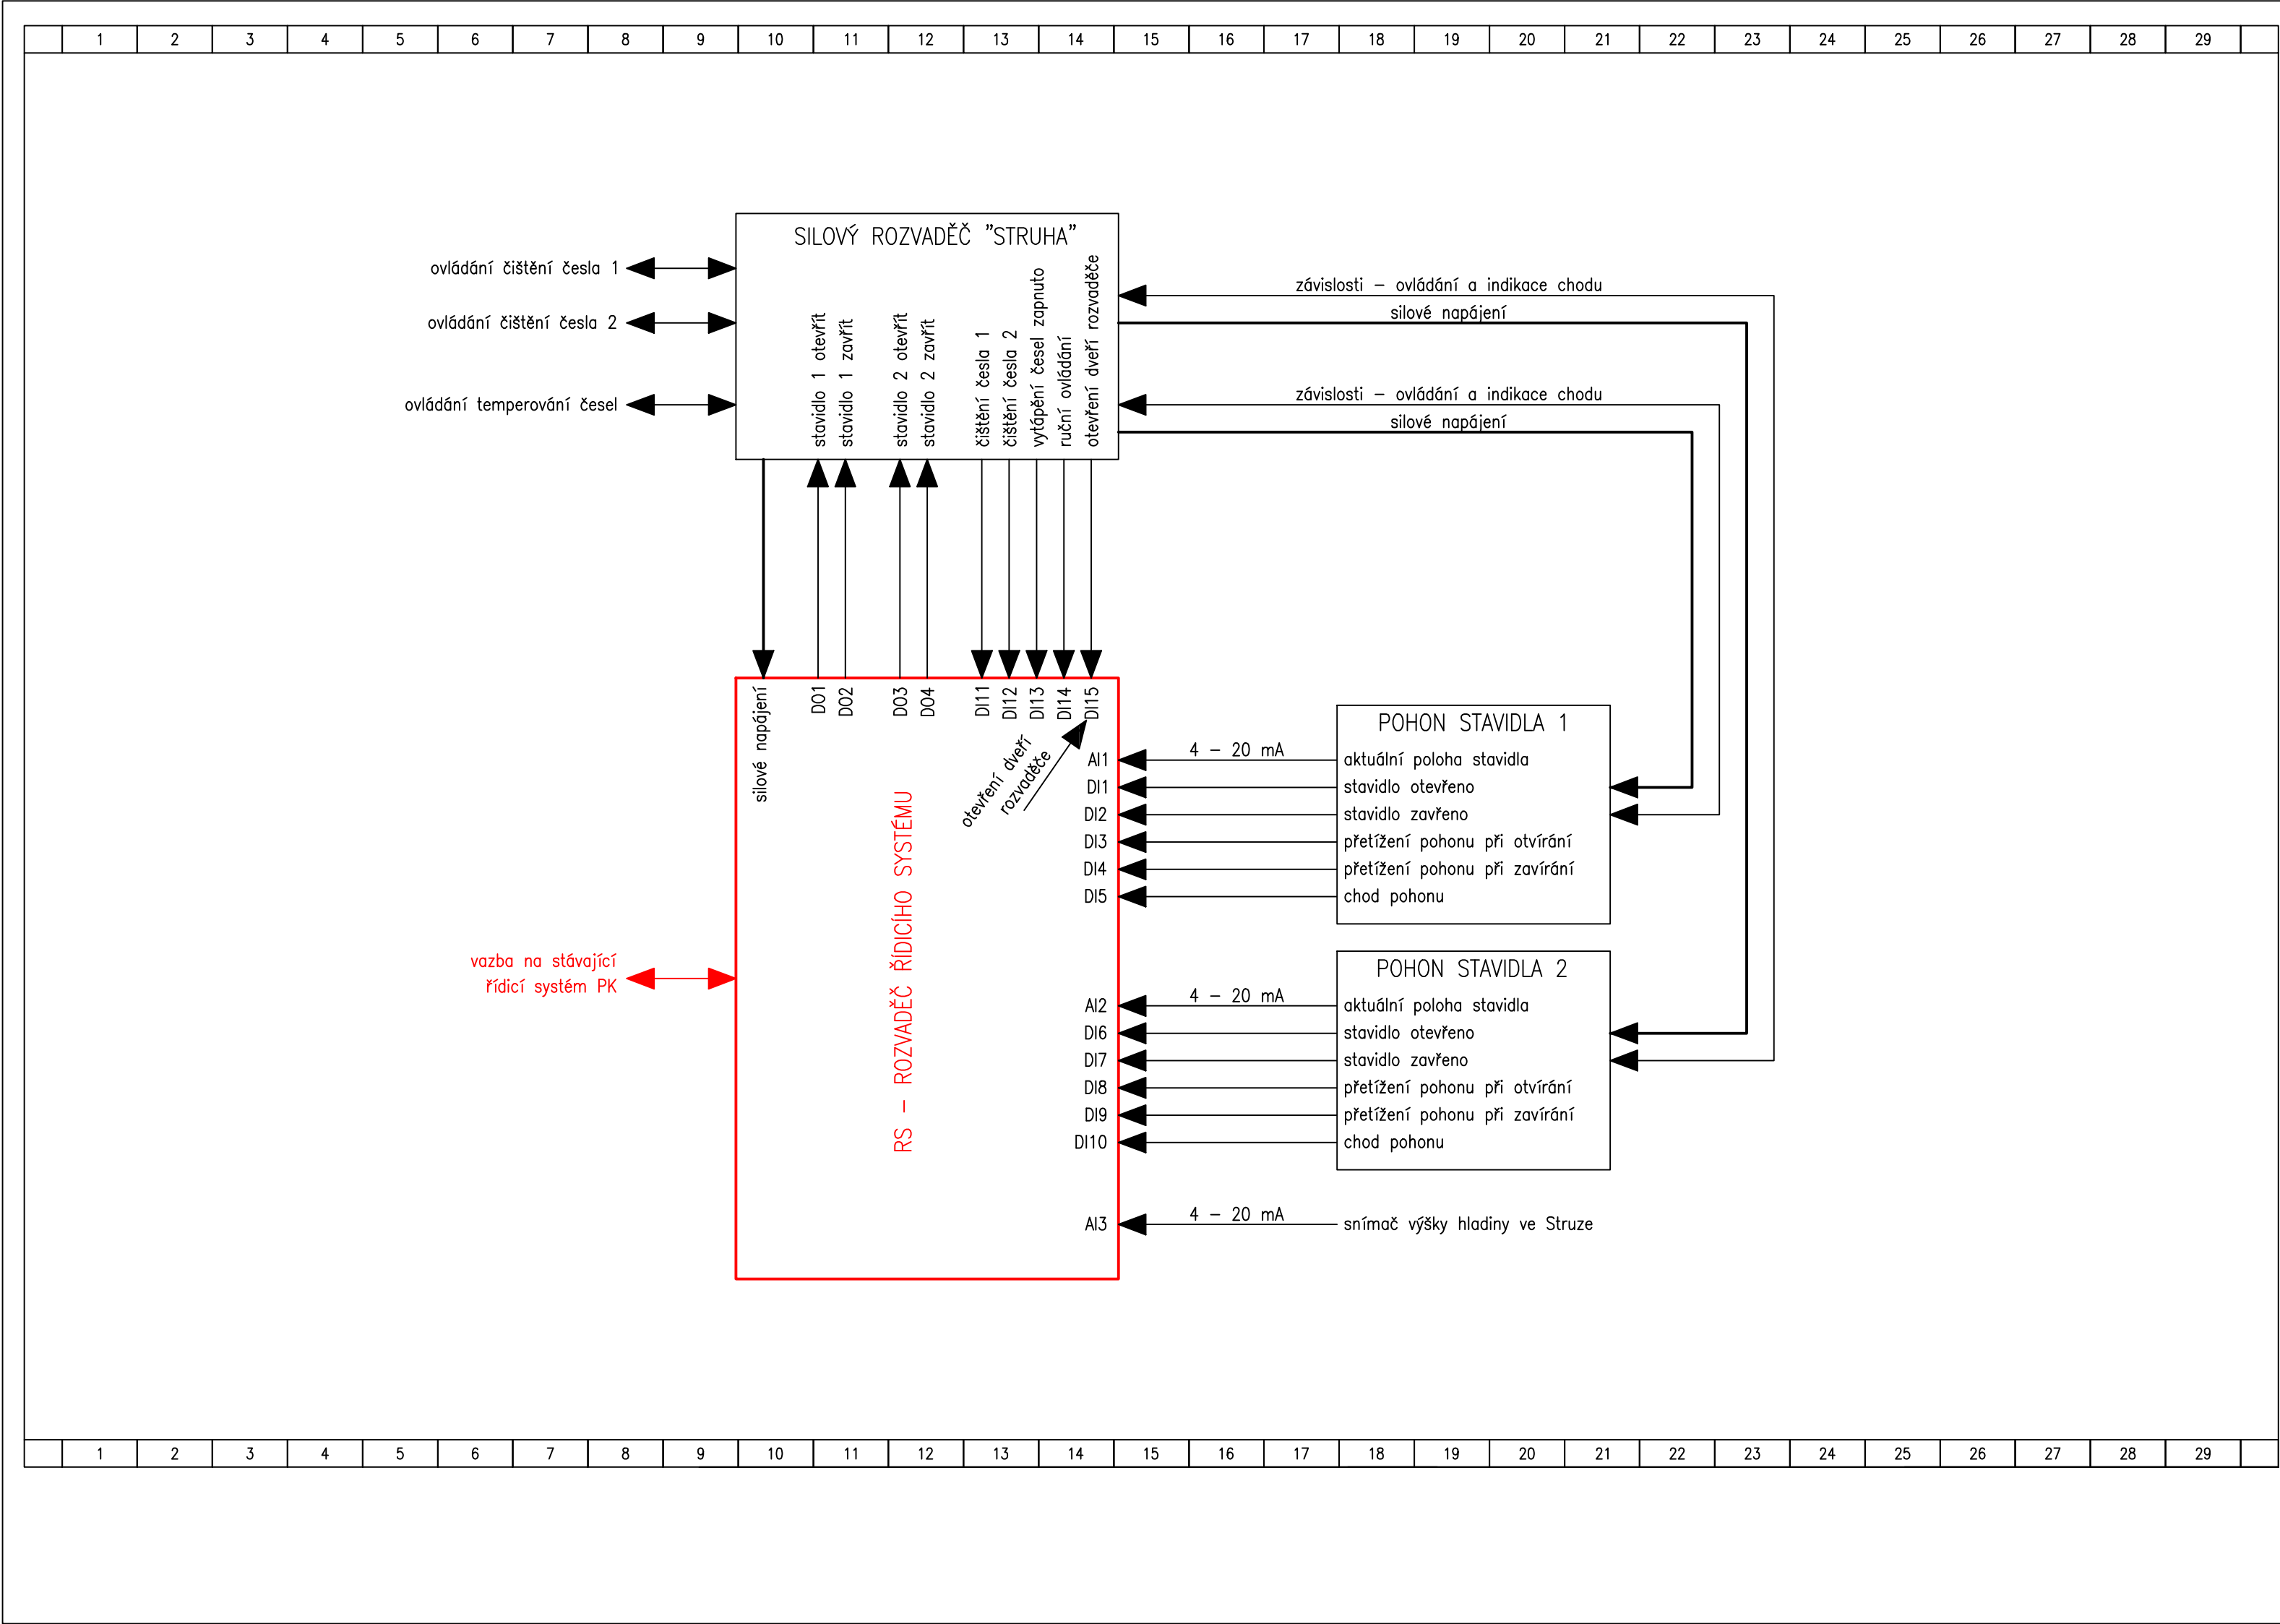 1 2 3 4 5 6 7 8 9 10 11 12 13 14 15 16 17 18 19 20 21 22 23 24 25 26 27 28 29
SILOVÝ ROZVADĚČ "STRUHA"
ovládání čištění česla 1
ovládání čištění česla 2
ovládání temperování česel
stavidlo 1 otevřít
stavidlo 1 zavřít
stavidlo 2 otevřít
stavidlo 2 zavřít
čištění česla 1
čištění česla 2
vytápění česel zapnuto
ruční ovládání
otevření dveří rozvaděče
závislosti – ovládání a indikace chodu
silové napájení
závislosti – ovládání a indikace chodu
silové napájení
silové napájení
DO1
DO2
DO3
DO4
DI11
DI12
DI13
DI14
DI15
otevření dveří
rozvaděče
RS – ROZVADĚČ ŘÍDICÍHO SYSTÉMU
vazba na stávající
řídicí systém PK
POHON STAVIDLA 1
AI1 4 – 20 mA aktuální poloha stavidla
DI1 stavidlo otevřeno
DI2 stavidlo zavřeno
DI3 přetížení pohonu při otvírání
DI4 přetížení pohonu při zavírání
DI5 chod pohonu
POHON STAVIDLA 2
AI2 4 – 20 mA aktuální poloha stavidla
DI6 stavidlo otevřeno
DI7 stavidlo zavřeno
DI8 přetížení pohonu při otvírání
DI9 přetížení pohonu při zavírání
DI10 chod pohonu
AI3 4 – 20 mA snímač výšky hladiny ve Struze
1 2 3 4 5 6 7 8 9 10 11 12 13 14 15 16 17 18 19 20 21 22 23 24 25 26 27 28 29